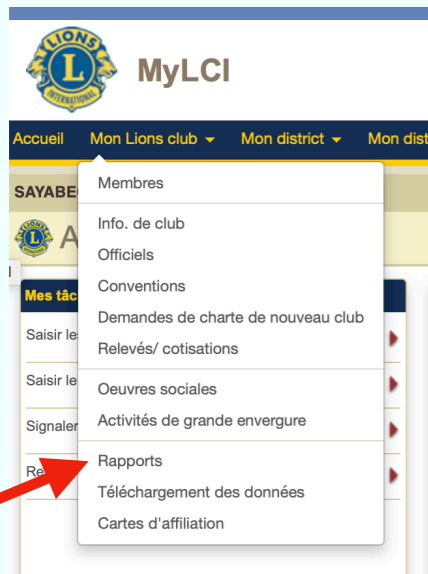 LIONS
L
INTERNATIONAL
MyLCI
Accueil Mon Lions club Mon district Mon dist
SAYABE
Membres
A
Info. de club
Officiels
Conventions
Mes tâc
Demandes de charte de nouveau club
Saisir les
Relevés/ cotisations
Saisir le
Oeuvres sociales
Signaler
Activités de grande envergure
Re
Rapports
Téléchargement des données
Cartes d'affiliation